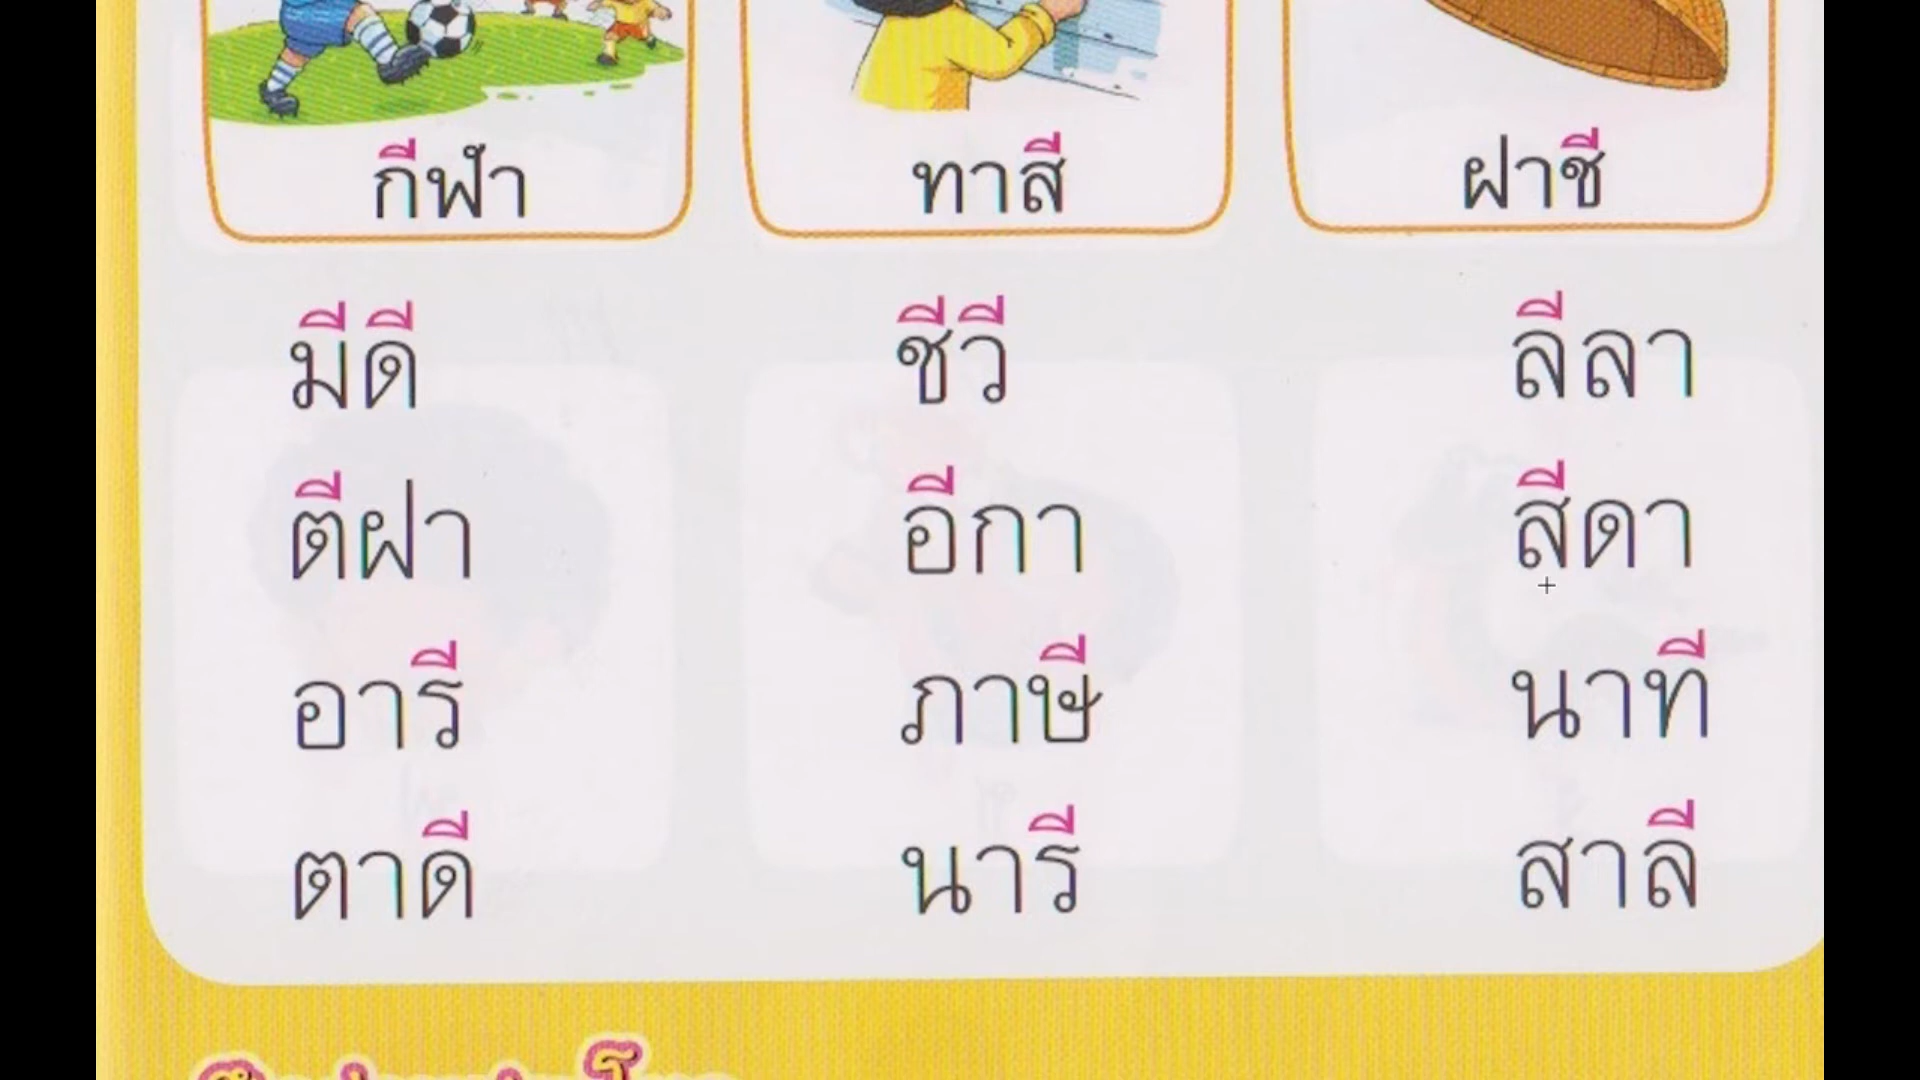 กีฬา ทาสี ฝาชี
มีดี ชีวี ลีลา
ตีฝา อีกา สีดา
อารี ภาษี นาที
ตาดี นารี สาลี